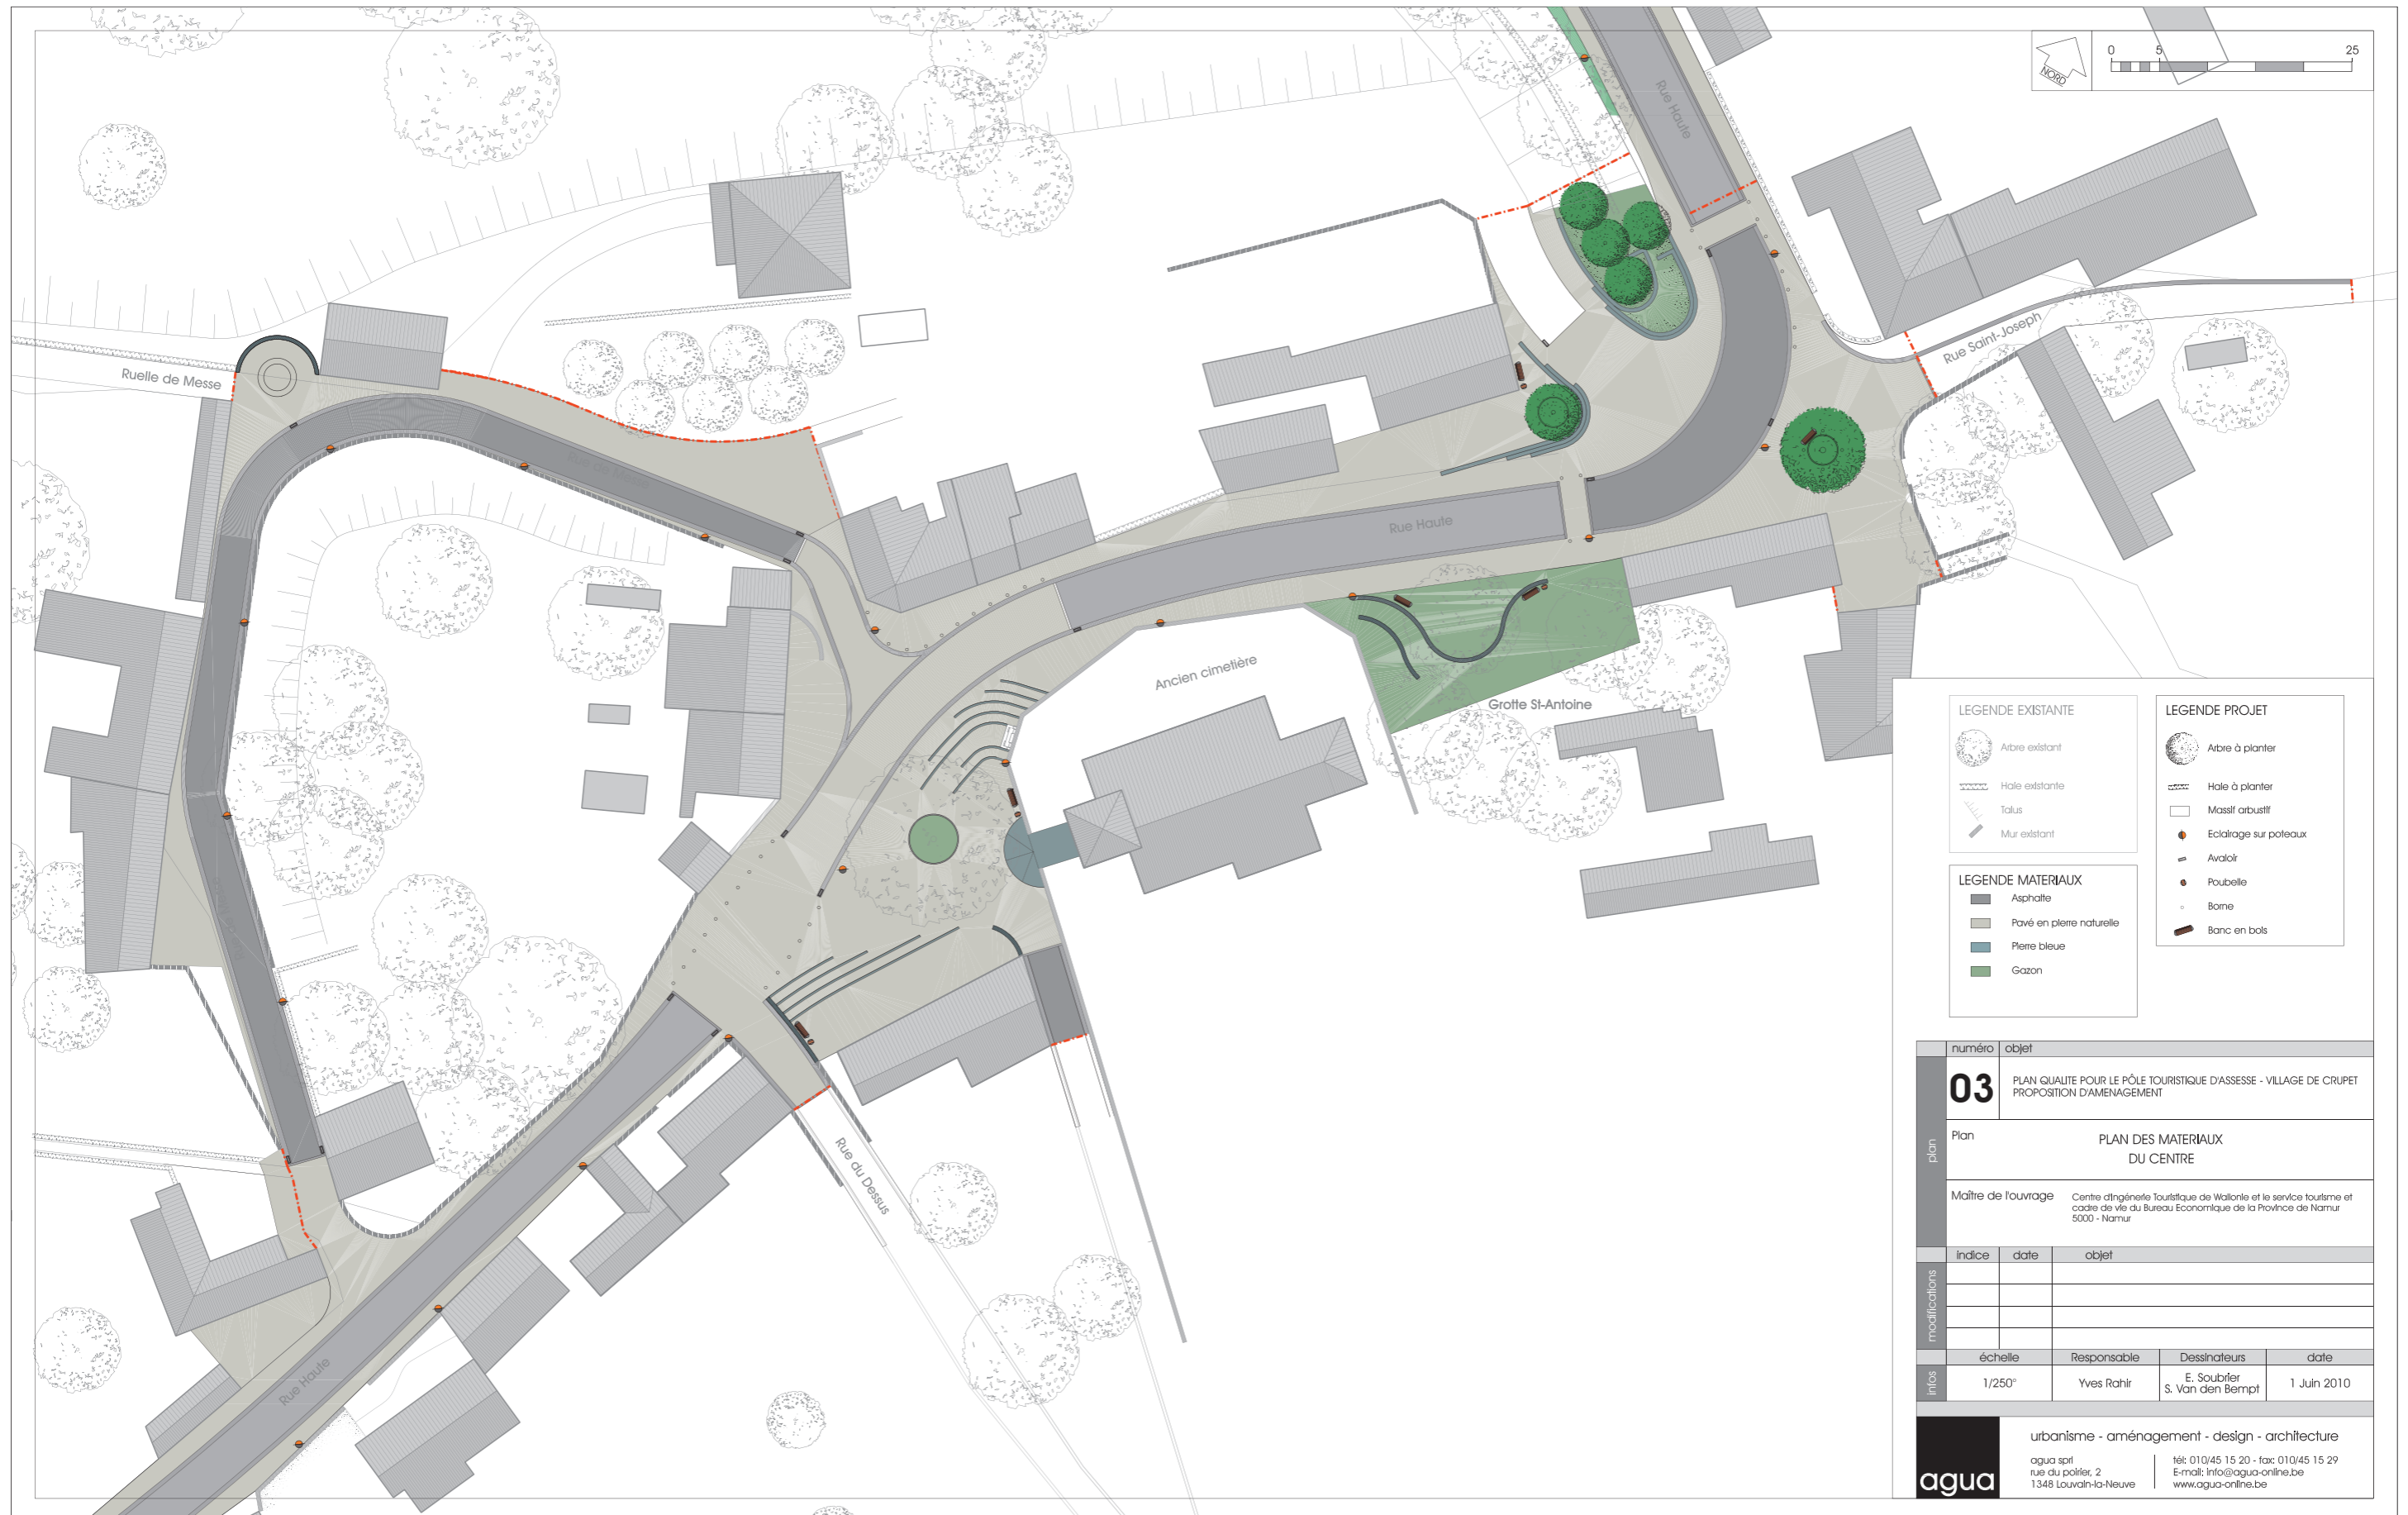 NORD
0 5 25
Rue Haute
Rue Saint-Joseph
Ruelle de Messe
Rue Haute
Ancien cimetière
Grotte St-Antoine
Rue du Dessus
Rue Haute
LEGENDE EXISTANTE
Arbre existant
Haie existante
Talus
Mur existant
LEGENDE PROJET
Arbre à planter
Haie à planter
Massif arbustif
Eclairage sur poteaux
Avaloir
Poubelle
Borne
Banc en bois
LEGENDE MATERIAUX
Asphalte
Pavé en pierre naturelle
Pierre bleue
Gazon
numéro objet
plan
03
PLAN QUALITE POUR LE PÔLE TOURISTIQUE D'ASSESSE - VILLAGE DE CRUPET
PROPOSITION D'AMENAGEMENT
Plan
PLAN DES MATERIAUX
DU CENTRE
Maître de l'ouvrage
Centre d'Ingénerie Touristique de Wallonie et le service tourisme et
cadre de vie du Bureau Economique de la Province de Namur
5000 - Namur
indice date objet
modifications
échelle Responsable Dessinateurs date
infos
1/250° Yves Rahir
E. Soubrier
S. Van den Bempt
1 Juin 2010
agua
urbanisme - aménagement - design - architecture
agua sprl
rue du poirier, 2
1348 Louvain-la-Neuve
tél: 010/45 15 20 - fax: 010/45 15 29
E-mail: info@agua-online.be
www.agua-online.be